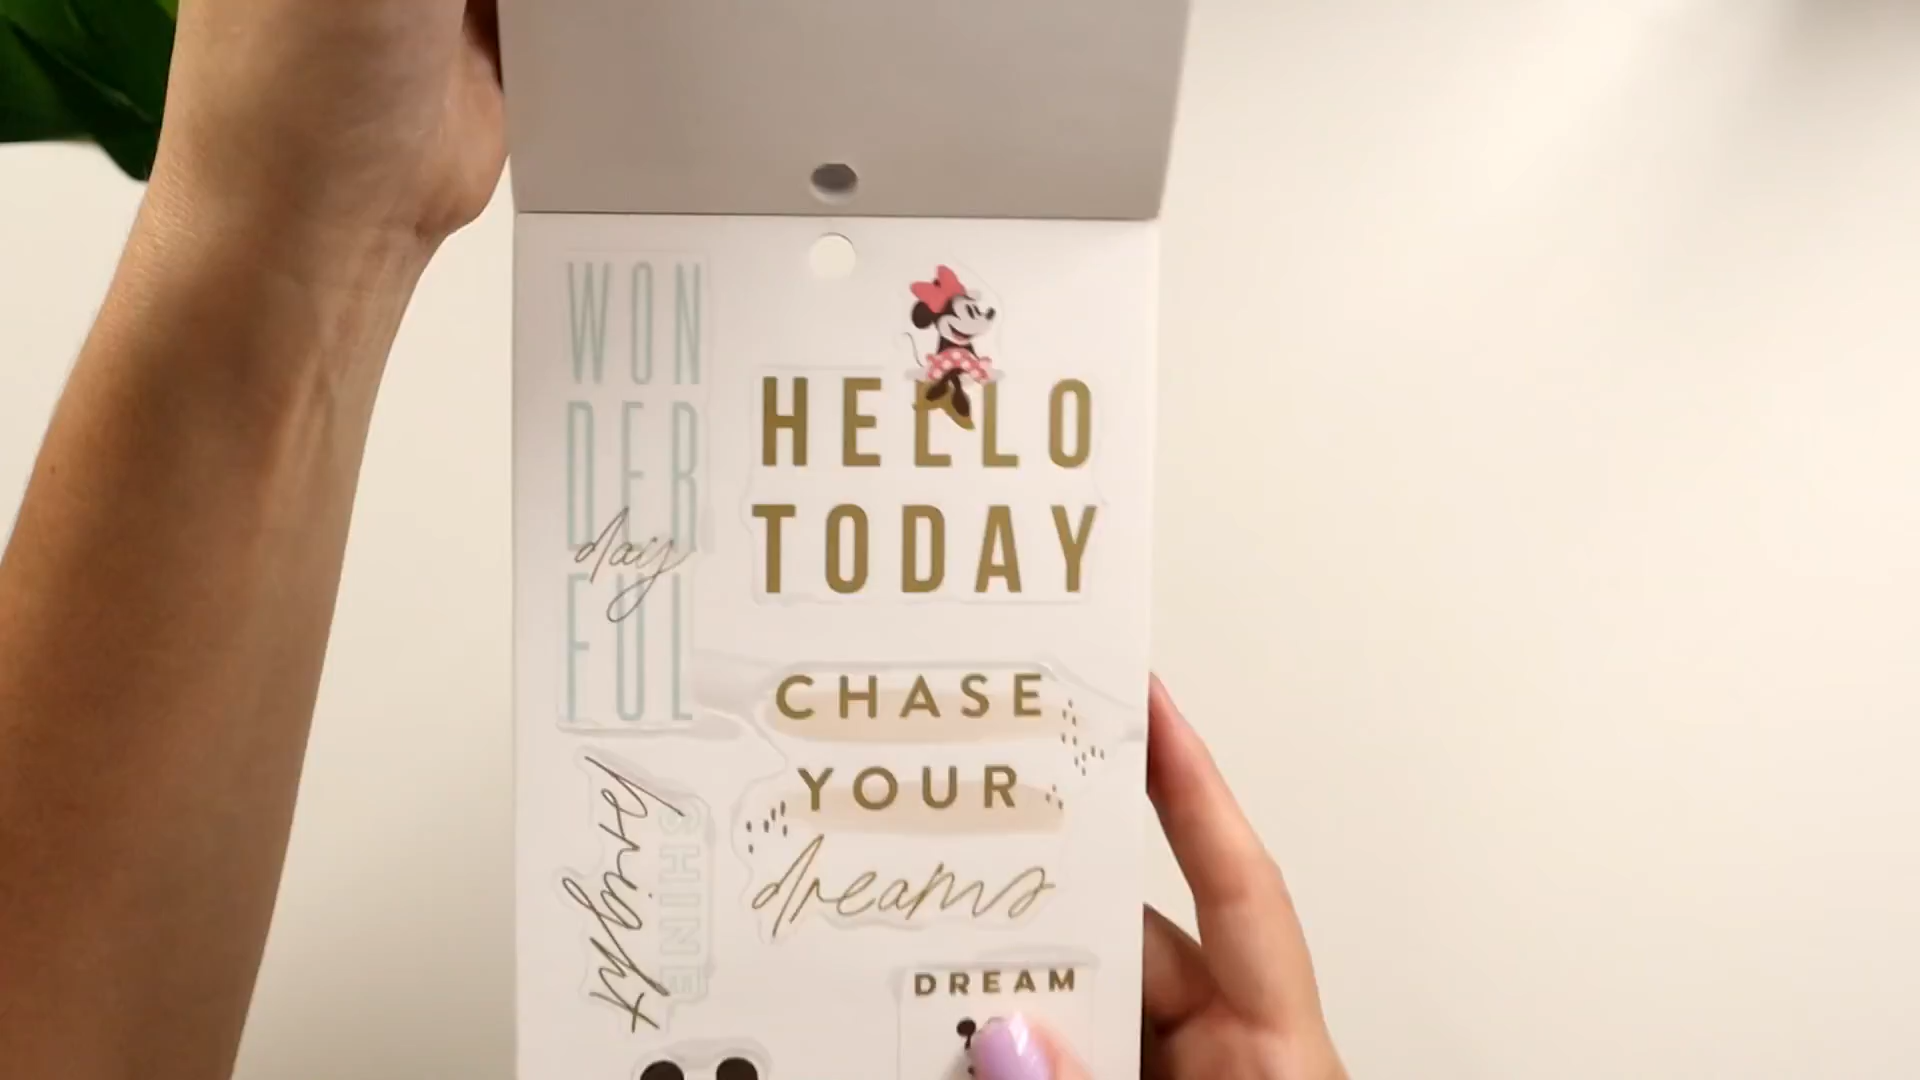 WON
DER
day
FUL
HELLO
TODAY
CHASE
YOUR
dreams
bright
SHINE
DREAM